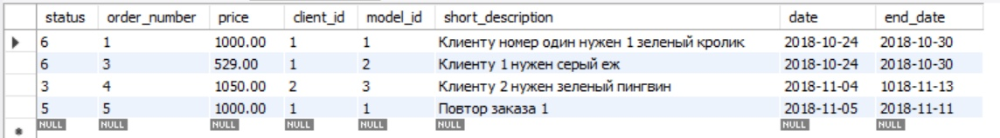 status order_number price client_id model_id short_description date end_date
6 1 1000.00 1 1 Клиенту номер один нужен 1 зеленый кролик 2018-10-24 2018-10-30
6 3 529.00 1 2 Клиенту 1 нужен серый еж 2018-10-24 2018-10-30
3 4 1050.00 2 3 Клиенту 2 нужен зеленый пингвин 2018-11-04 1018-11-13
5 5 1000.00 1 1 Повтор заказа 1 2018-11-05 2018-11-11
NULL NULL NULL NULL NULL NULL NULL NULL